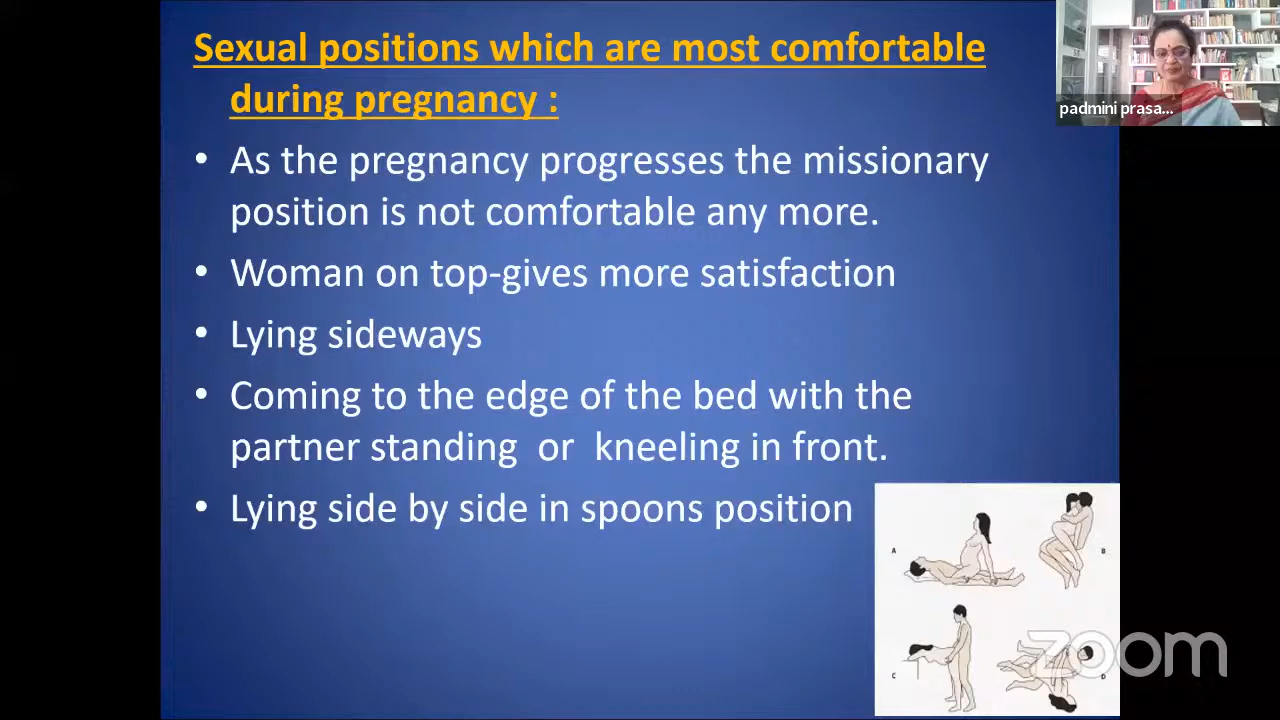 Sexual positions which are most comfortable
during pregnancy :
• As the pregnancy progresses the missionary
position is not comfortable any more.
• Woman on top-gives more satisfaction
• Lying sideways
• Coming to the edge of the bed with the
partner standing or kneeling in front.
• Lying side by side in spoons position
padmini prasa...
A
B
C
D
zoom